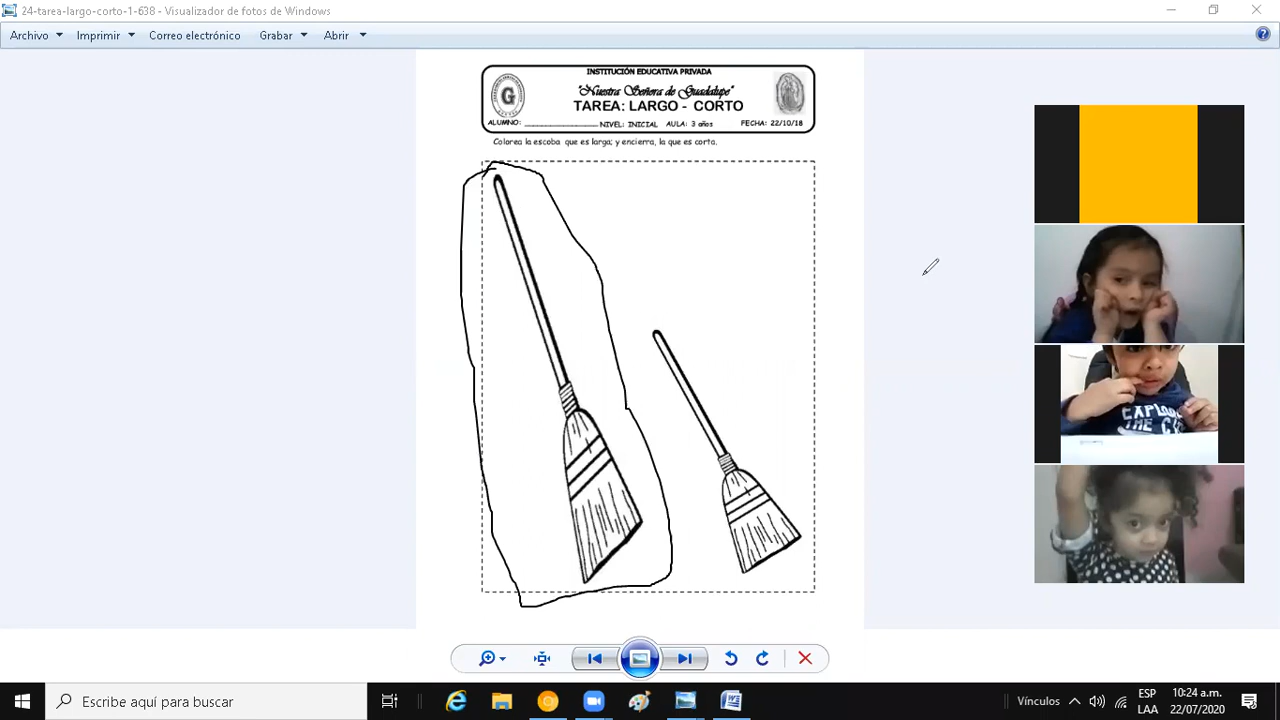 24-tarea-largo-corto-1-638 - Visualizador de fotos de Windows
Archivo Imprimir Correo electrónico Grabar Abrir
INSTITUCIÓN EDUCATIVA PRIVADA
"Nuestra Señora de Guadalupe"
G
TAREA: LARGO - CORTO
ALUMNO: ____________________ NIVEL: INICIAL AULA: 3 años FECHA: 22/10/18
Colorea la escoba que es larga; y encierra, la que es corta.
EXPLORE
THE
Escribe aquí para buscar
Vínculos
ESP
LAA
10:24 a.m.
22/07/2020